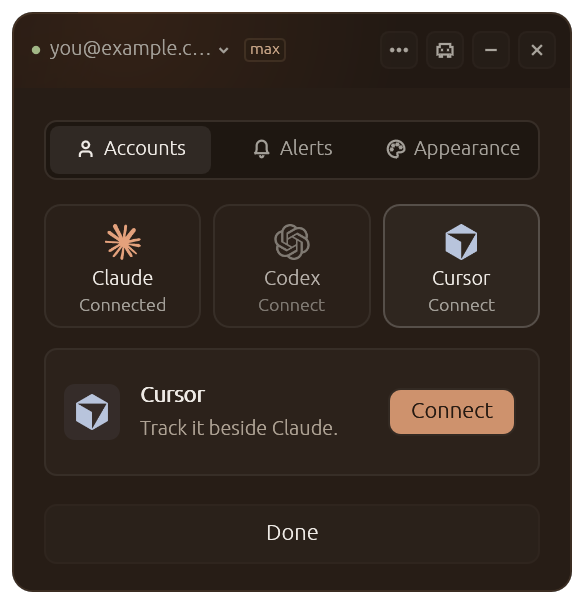 you@example.c... max
Accounts Alerts Appearance
Claude Codex Cursor
Connected Connect Connect
Cursor
Track it beside Claude.
Connect
Done